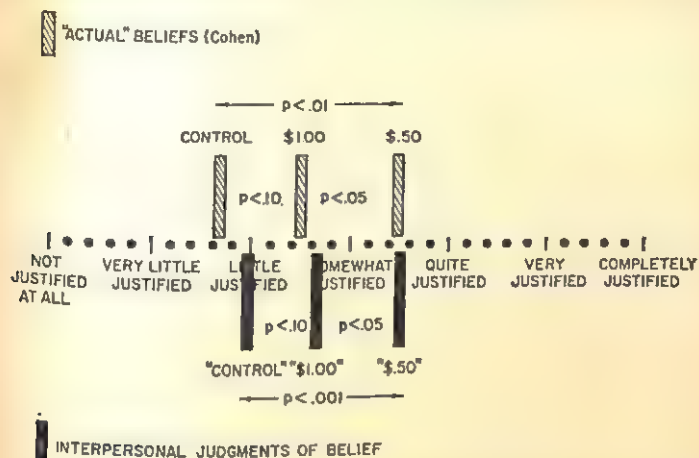 "ACTUAL" BELIEFS (Cohen)
p<.01
CONTROL $1.00 $.50
p<.10 p<.05
NOT JUSTIFIED AT ALL
VERY LITTLE JUSTIFIED
LITTLE JUSTIFIED
SOMEWHAT JUSTIFIED
QUITE JUSTIFIED
VERY JUSTIFIED
COMPLETELY JUSTIFIED
p<.10 p<.05
"CONTROL" "$1.00" "$.50"
p<.001
INTERPERSONAL JUDGMENTS OF BELIEF